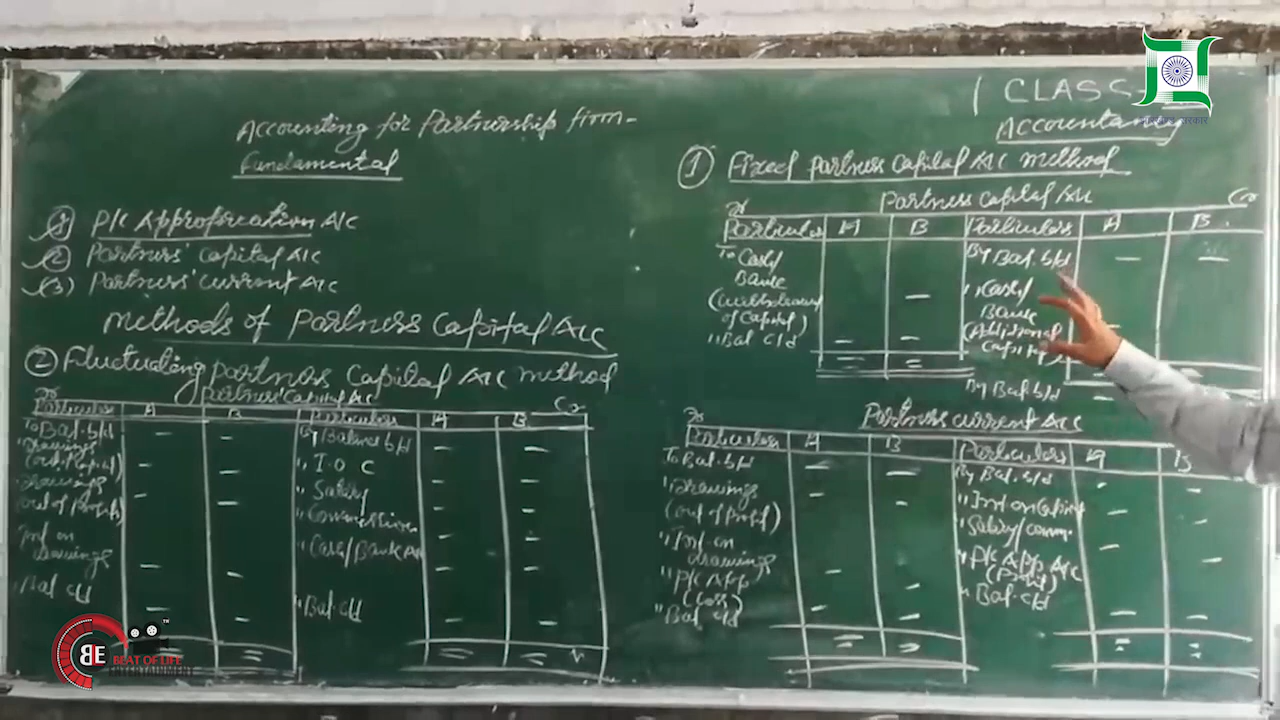 Accounting for Partnership firm-
Fundamental
① P/L Appropriation A/C
② Partners' Capital A/C
(3) Partners' Current A/C
Methods of Partners Capital A/C
② Fluctuating Partners Capital A/C method
Partners' Capital A/C
Dr Cr
Particulars A B Particulars A B
To Bal. b/d By Balance b/d
" Drawings (out of Capital) " I.O C
" Drawings (out of Profit) " Salary
" Commission
" Int on drawings " Cash/Bank A/c
" Bal c/d " Bal. c/d
| CLASS
Accountancy
① Fixed Partners Capital A/C method
Partners Capital A/C
Dr Cr
Particulars A B Particulars A B
To Cash By Bal. b/d
Bank " Cash/
(Withdrawal Bank
of Capital) (Additional
" Bal c/d Capital)
By Bal b/d
Partners Current A/C
Dr
Particulars A B Particulars A B
To Bal. b/d By Bal. b/d
" Drawings " Int on Capital
(out of Profit) " Salary/comm.
" Int on drawings " P/L App. A/C
" P/L App (Profit)
(Loss) " Bal. c/d
" Bal c/d
झारखण्ड सरकार
BE BEAT OF LIFE
ENTERTAINMENT
TM